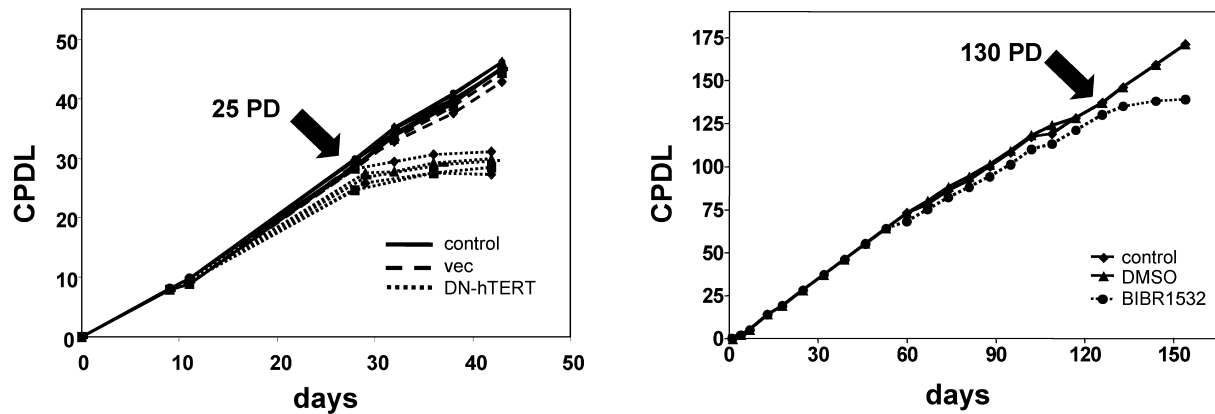 50
40
30
20
10
0
CPDL
25 PD
control
vec
DN-hTERT
0 10 20 30 40 50
days
175
150
125
100
75
50
25
0
CPDL
130 PD
control
DMSO
BIBR1532
0 30 60 90 120 150
days